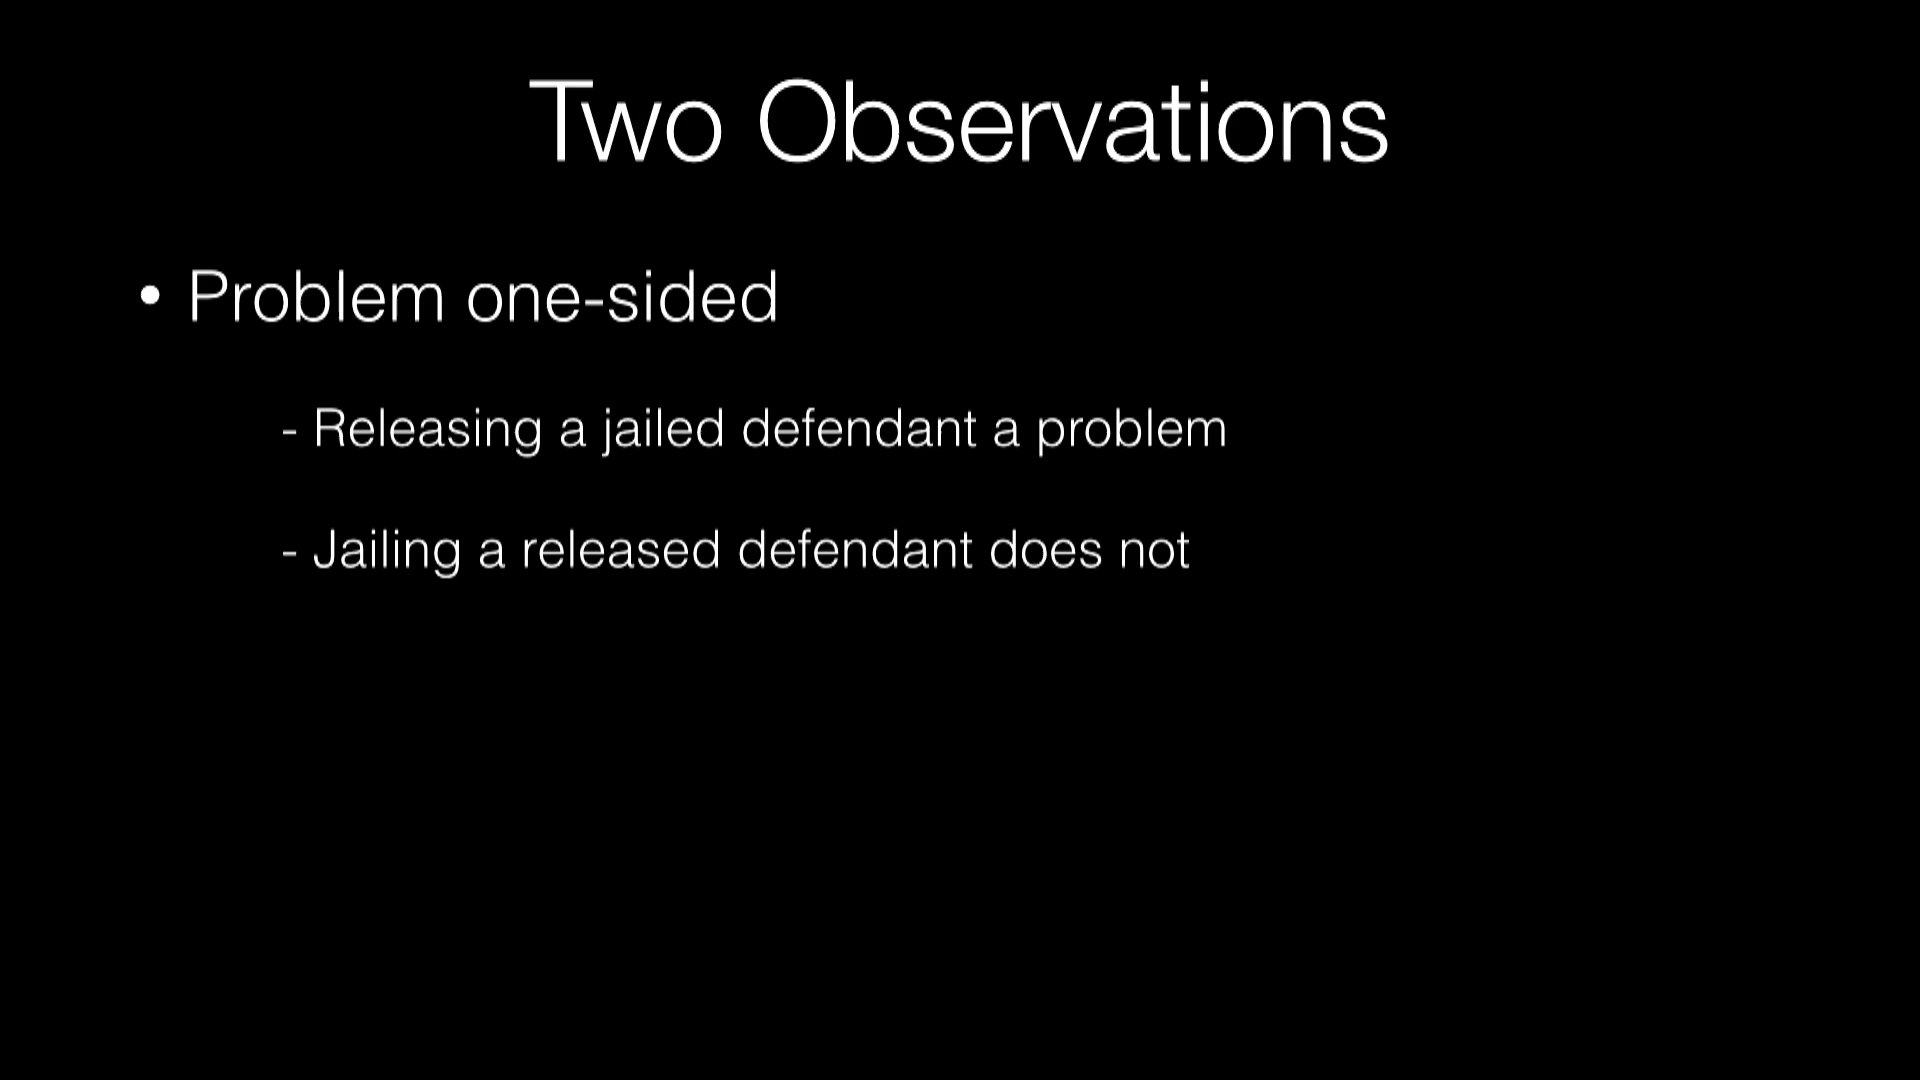 Two Observations
• Problem one-sided
- Releasing a jailed defendant a problem
- Jailing a released defendant does not